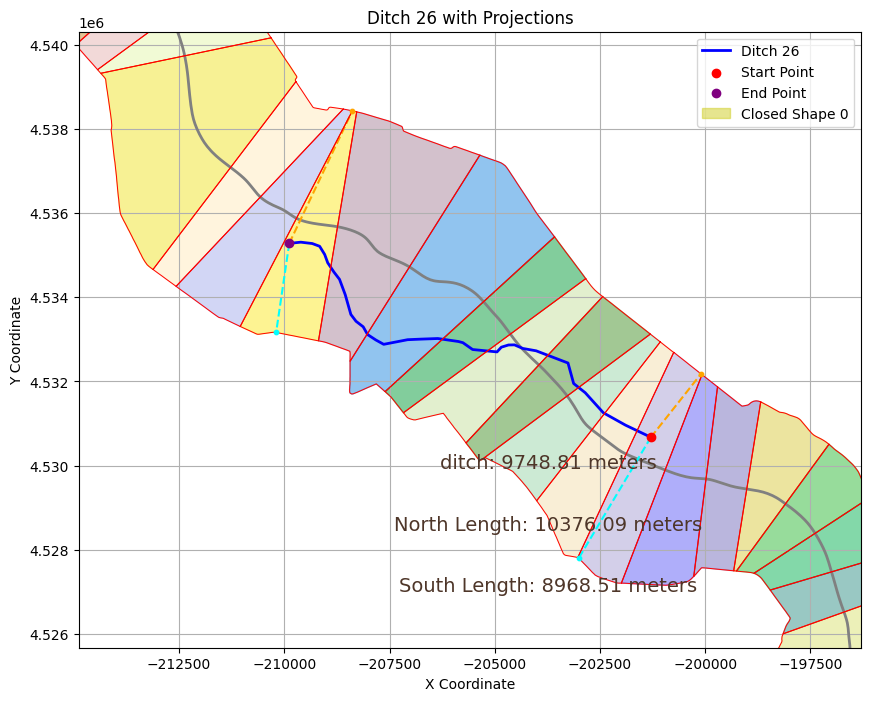 Ditch 26 with Projections
1e6
Ditch 26
Start Point
End Point
Closed Shape 0
4.540
4.538
4.536
4.534
4.532
4.530
4.528
4.526
Y Coordinate
ditch: 9748.81 meters
North Length: 10376.09 meters
South Length: 8968.51 meters
−212500 −210000 −207500 −205000 −202500 −200000 −197500
X Coordinate